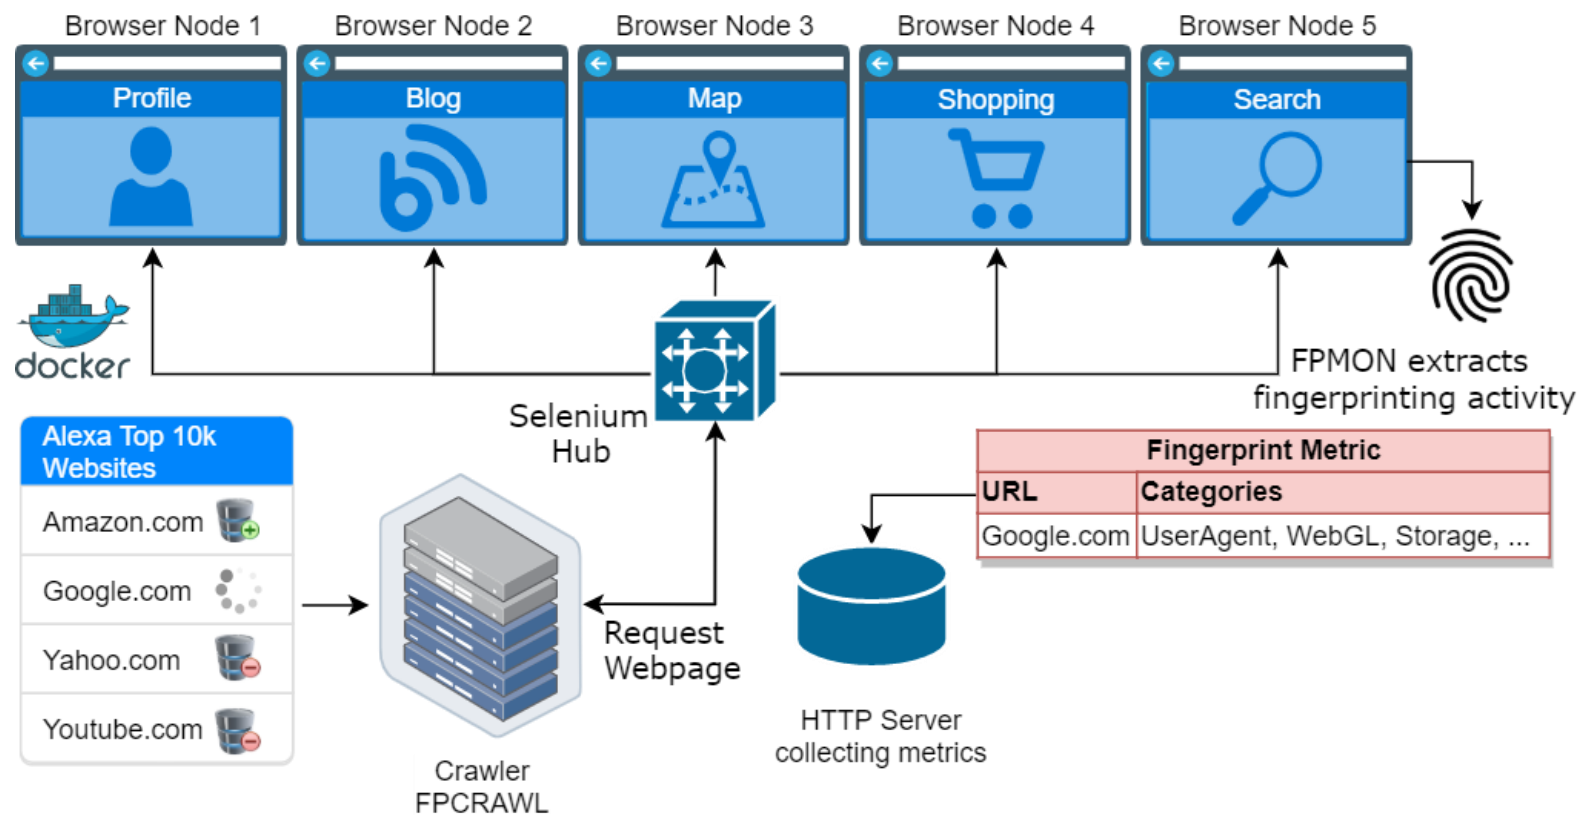 Browser Node 1
Browser Node 2
Browser Node 3
Browser Node 4
Browser Node 5
Profile
Blog
Map
Shopping
Search
docker
Selenium
Hub
FPMON extracts
fingerprinting activity
Alexa Top 10k
Websites
Amazon.com
Google.com
Yahoo.com
Youtube.com
Crawler
FPCRAWL
Request
Webpage
Fingerprint Metric
URL Categories
Google.com UserAgent, WebGL, Storage, ...
HTTP Server
collecting metrics